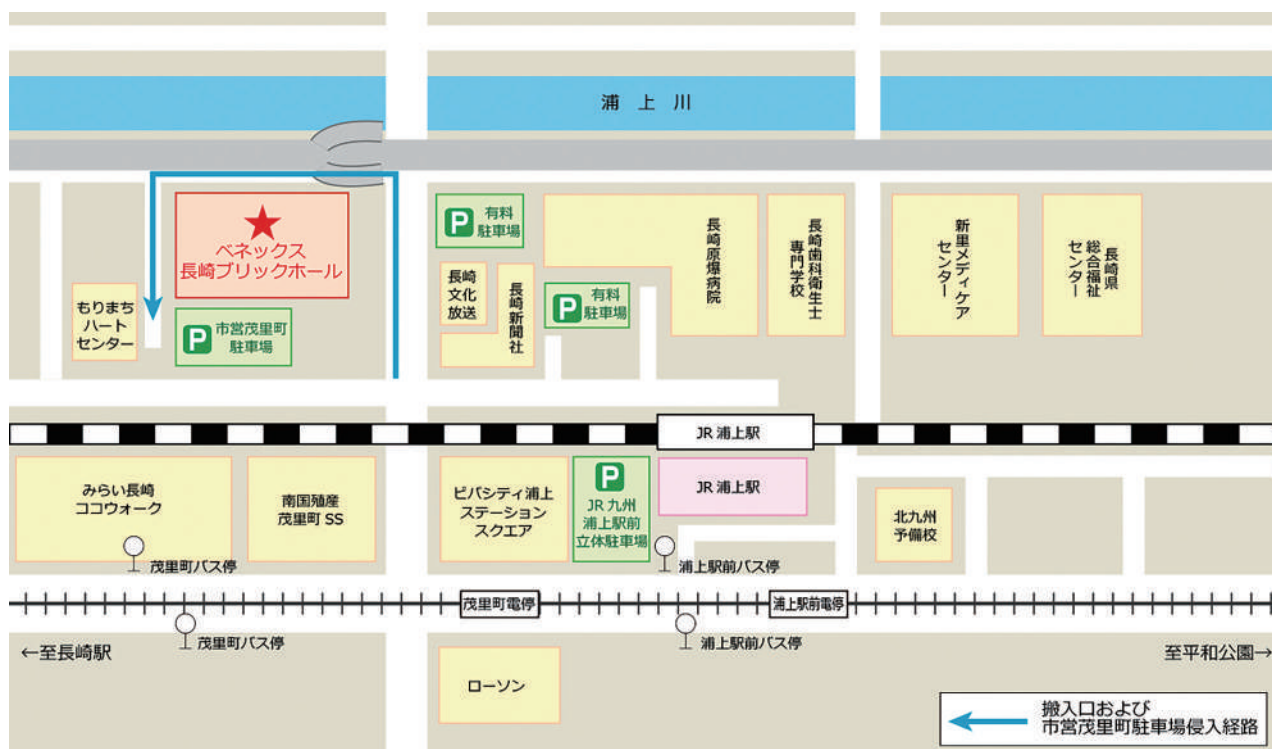 浦上川
P 有料
駐車場
ベネックス
長崎ブリックホール
もりまち
ハート
センター
P 市営茂里町
駐車場
長崎
文化
放送
長崎新聞社
P 有料
駐車場
長崎原爆病院
長崎歯科衛生士
専門学校
新里メディケア
センター
長崎県
総合福祉
センター
JR 浦上駅
みらい長崎
ココウォーク
南国殖産
茂里町 SS
ビバシティ浦上
ステーション
スクエア
P
JR 九州
浦上駅前
立体駐車場
JR 浦上駅
北九州
予備校
茂里町バス停
浦上駅前バス停
茂里町電停
浦上駅前電停
茂里町バス停
浦上駅前バス停
←至長崎駅
至平和公園→
ローソン
搬入口および
市営茂里町駐車場侵入経路